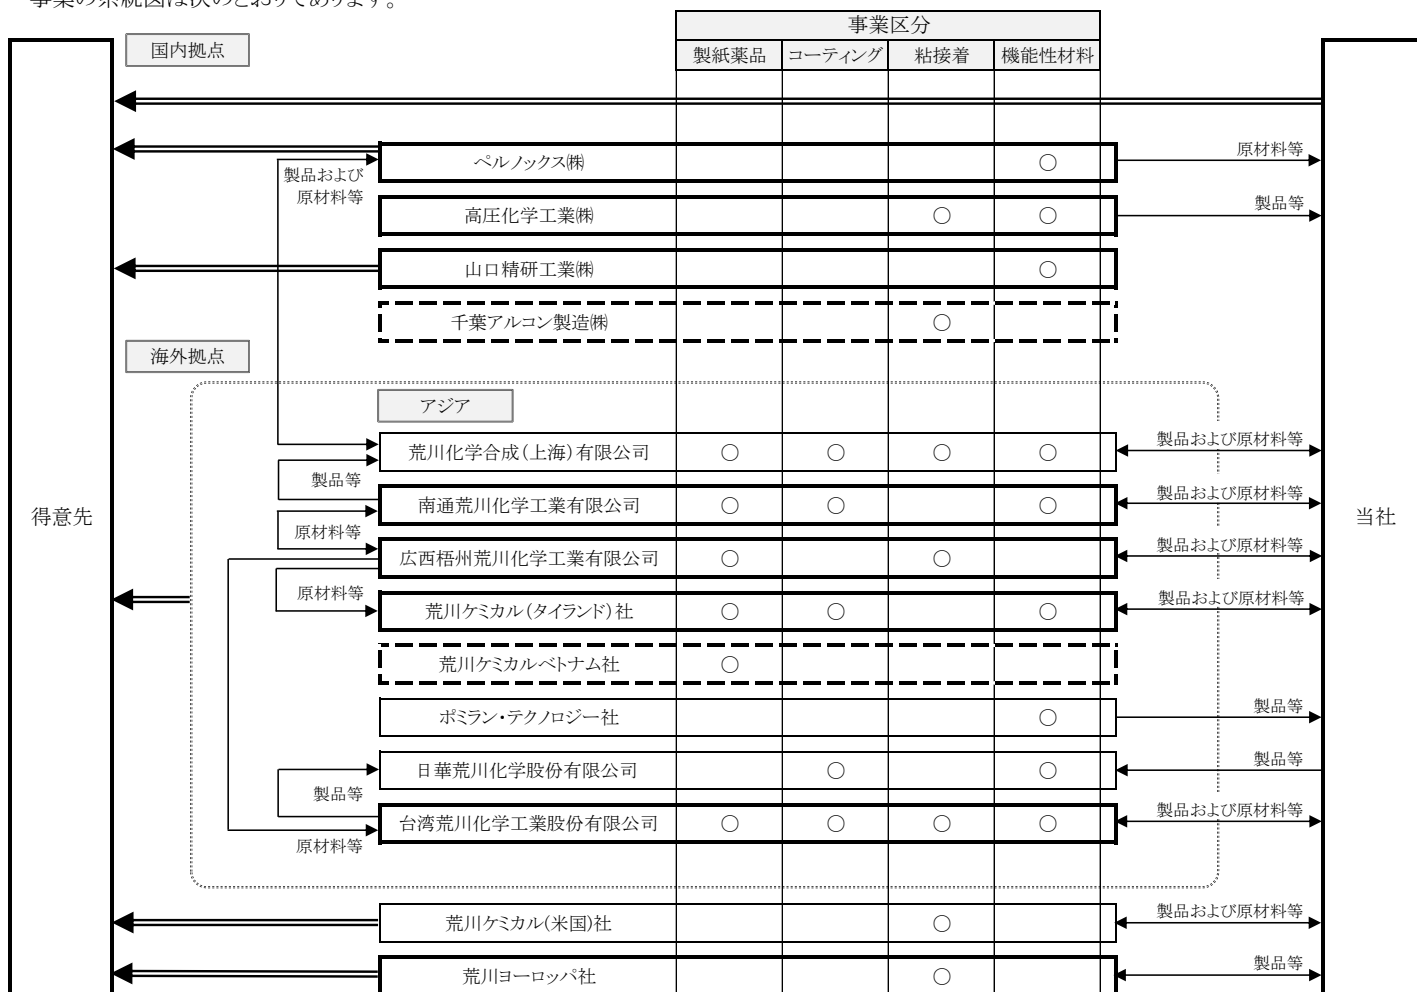 事業の系統図は次のとおりであります。
事業区分
国内拠点
製紙薬品 コーティング 粘接着 機能性材料
ペルノックス㈱ ○
原材料等
製品および
原材料等
高圧化学工業㈱ ○ ○
製品等
山口精研工業㈱ ○
千葉アルコン製造㈱ ○
海外拠点
アジア
荒川化学合成(上海)有限公司 ○ ○ ○ ○
製品および原材料等
製品等
南通荒川化学工業有限公司 ○ ○ ○
製品および原材料等
得意先
当社
原材料等
広西梧州荒川化学工業有限公司 ○ ○
製品および原材料等
原材料等
荒川ケミカル(タイランド)社 ○ ○ ○
製品および原材料等
荒川ケミカルベトナム社 ○
ポミラン・テクノロジー社 ○
製品等
日華荒川化学股份有限公司 ○ ○
製品等
製品等
台湾荒川化学工業股份有限公司 ○ ○ ○ ○
製品および原材料等
原材料等
荒川ケミカル(米国)社 ○
製品および原材料等
荒川ヨーロッパ社 ○
製品等